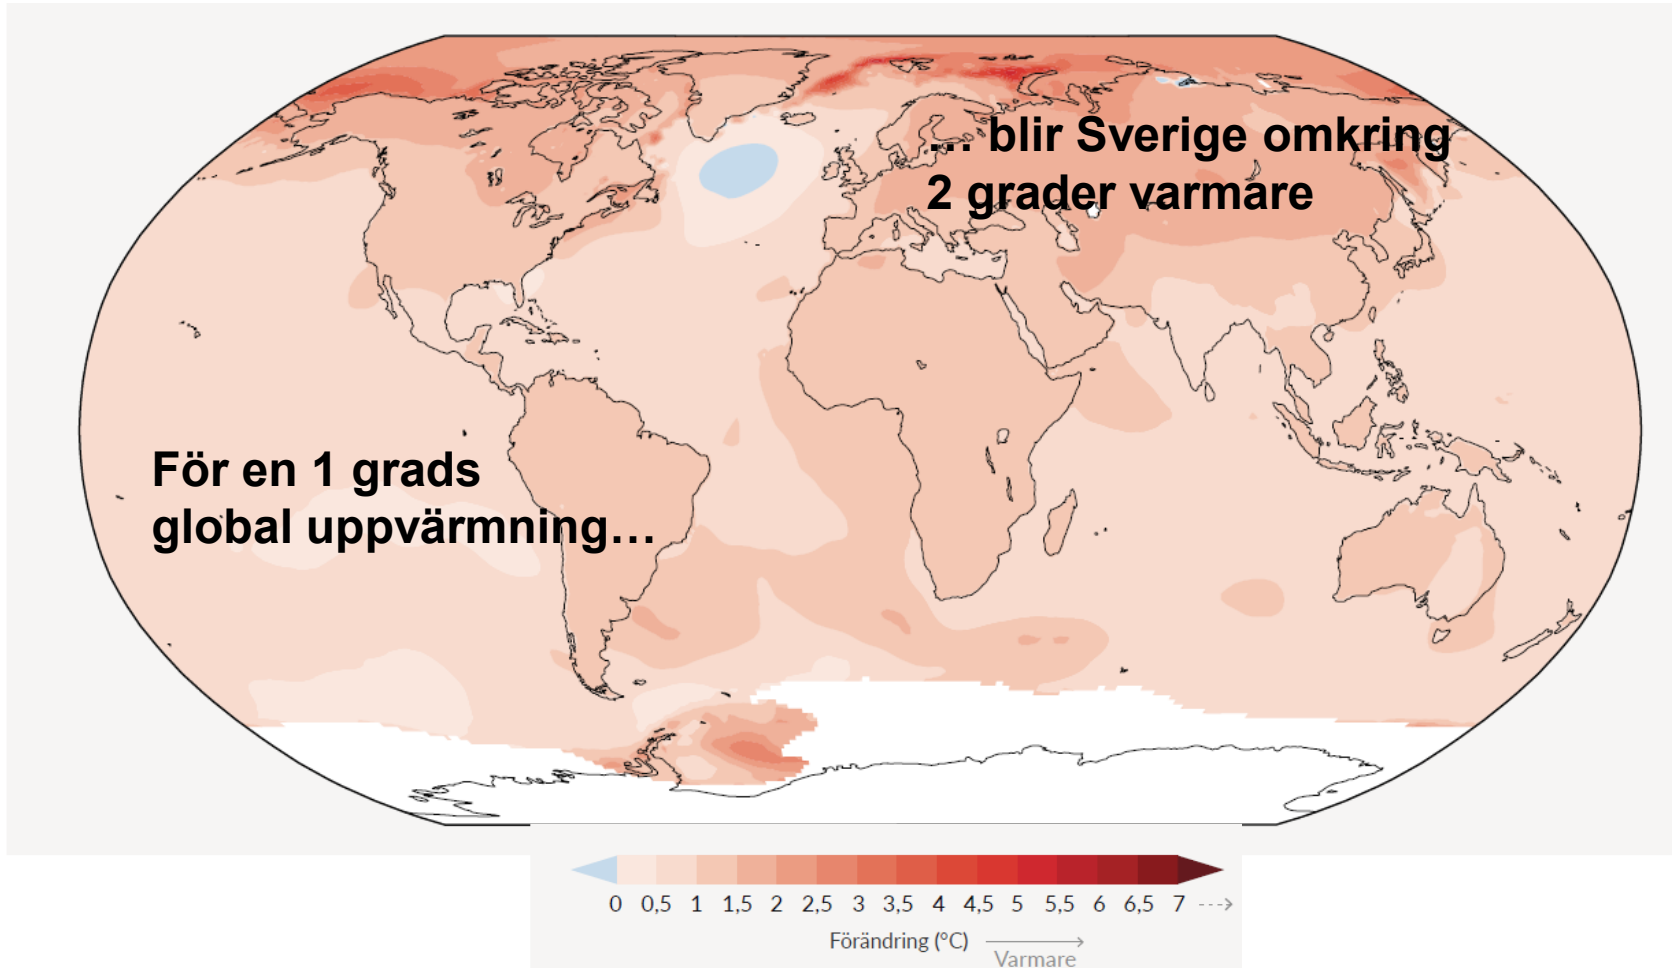 … blir Sverige omkring
2 grader varmare
För en 1 grads
global uppvärmning…
0 0,5 1 1,5 2 2,5 3 3,5 4 4,5 5 5,5 6 6,5 7
Förändring (°C)
Varmare